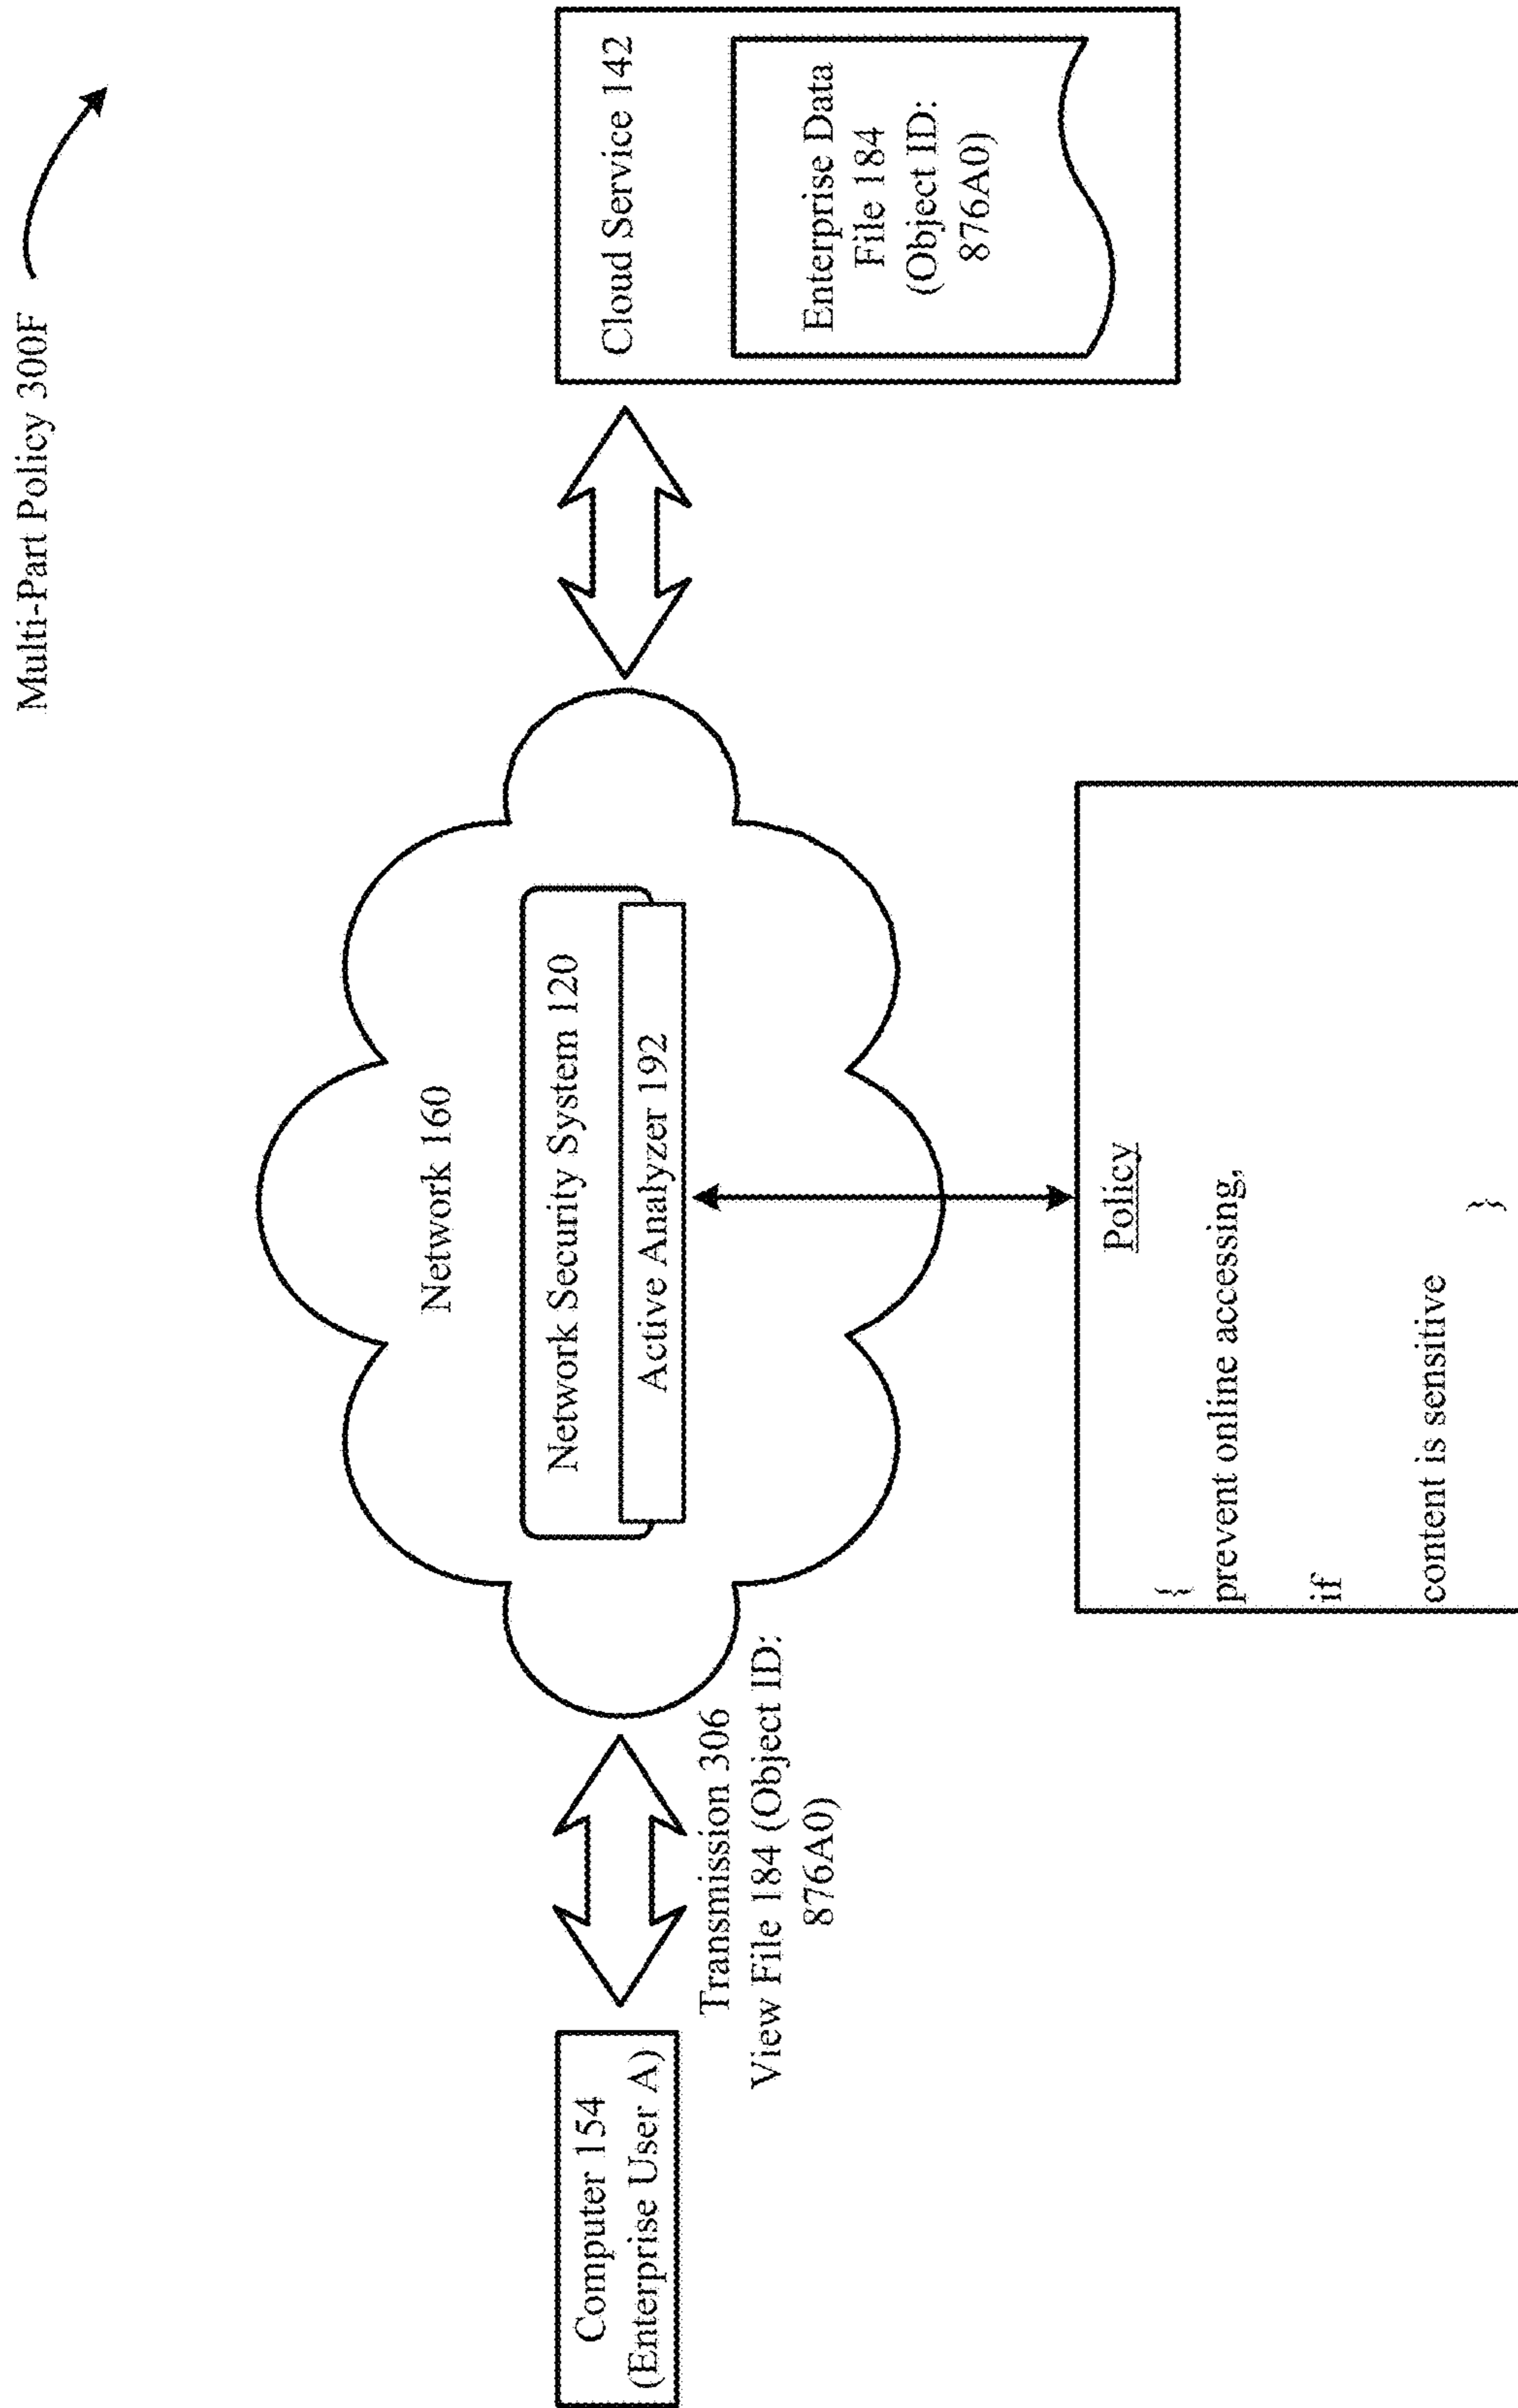 Multi-Part Policy 300F
Computer 154
(Enterprise User A)
Transmission 306
View File 184 (Object ID:
876A0)
Network 160
Network Security System 120
Active Analyzer 192
Cloud Service 142
Enterprise Data
File 184
(Object ID:
876A0)
Policy
{
prevent online accessing,
if
content is sensitive
}